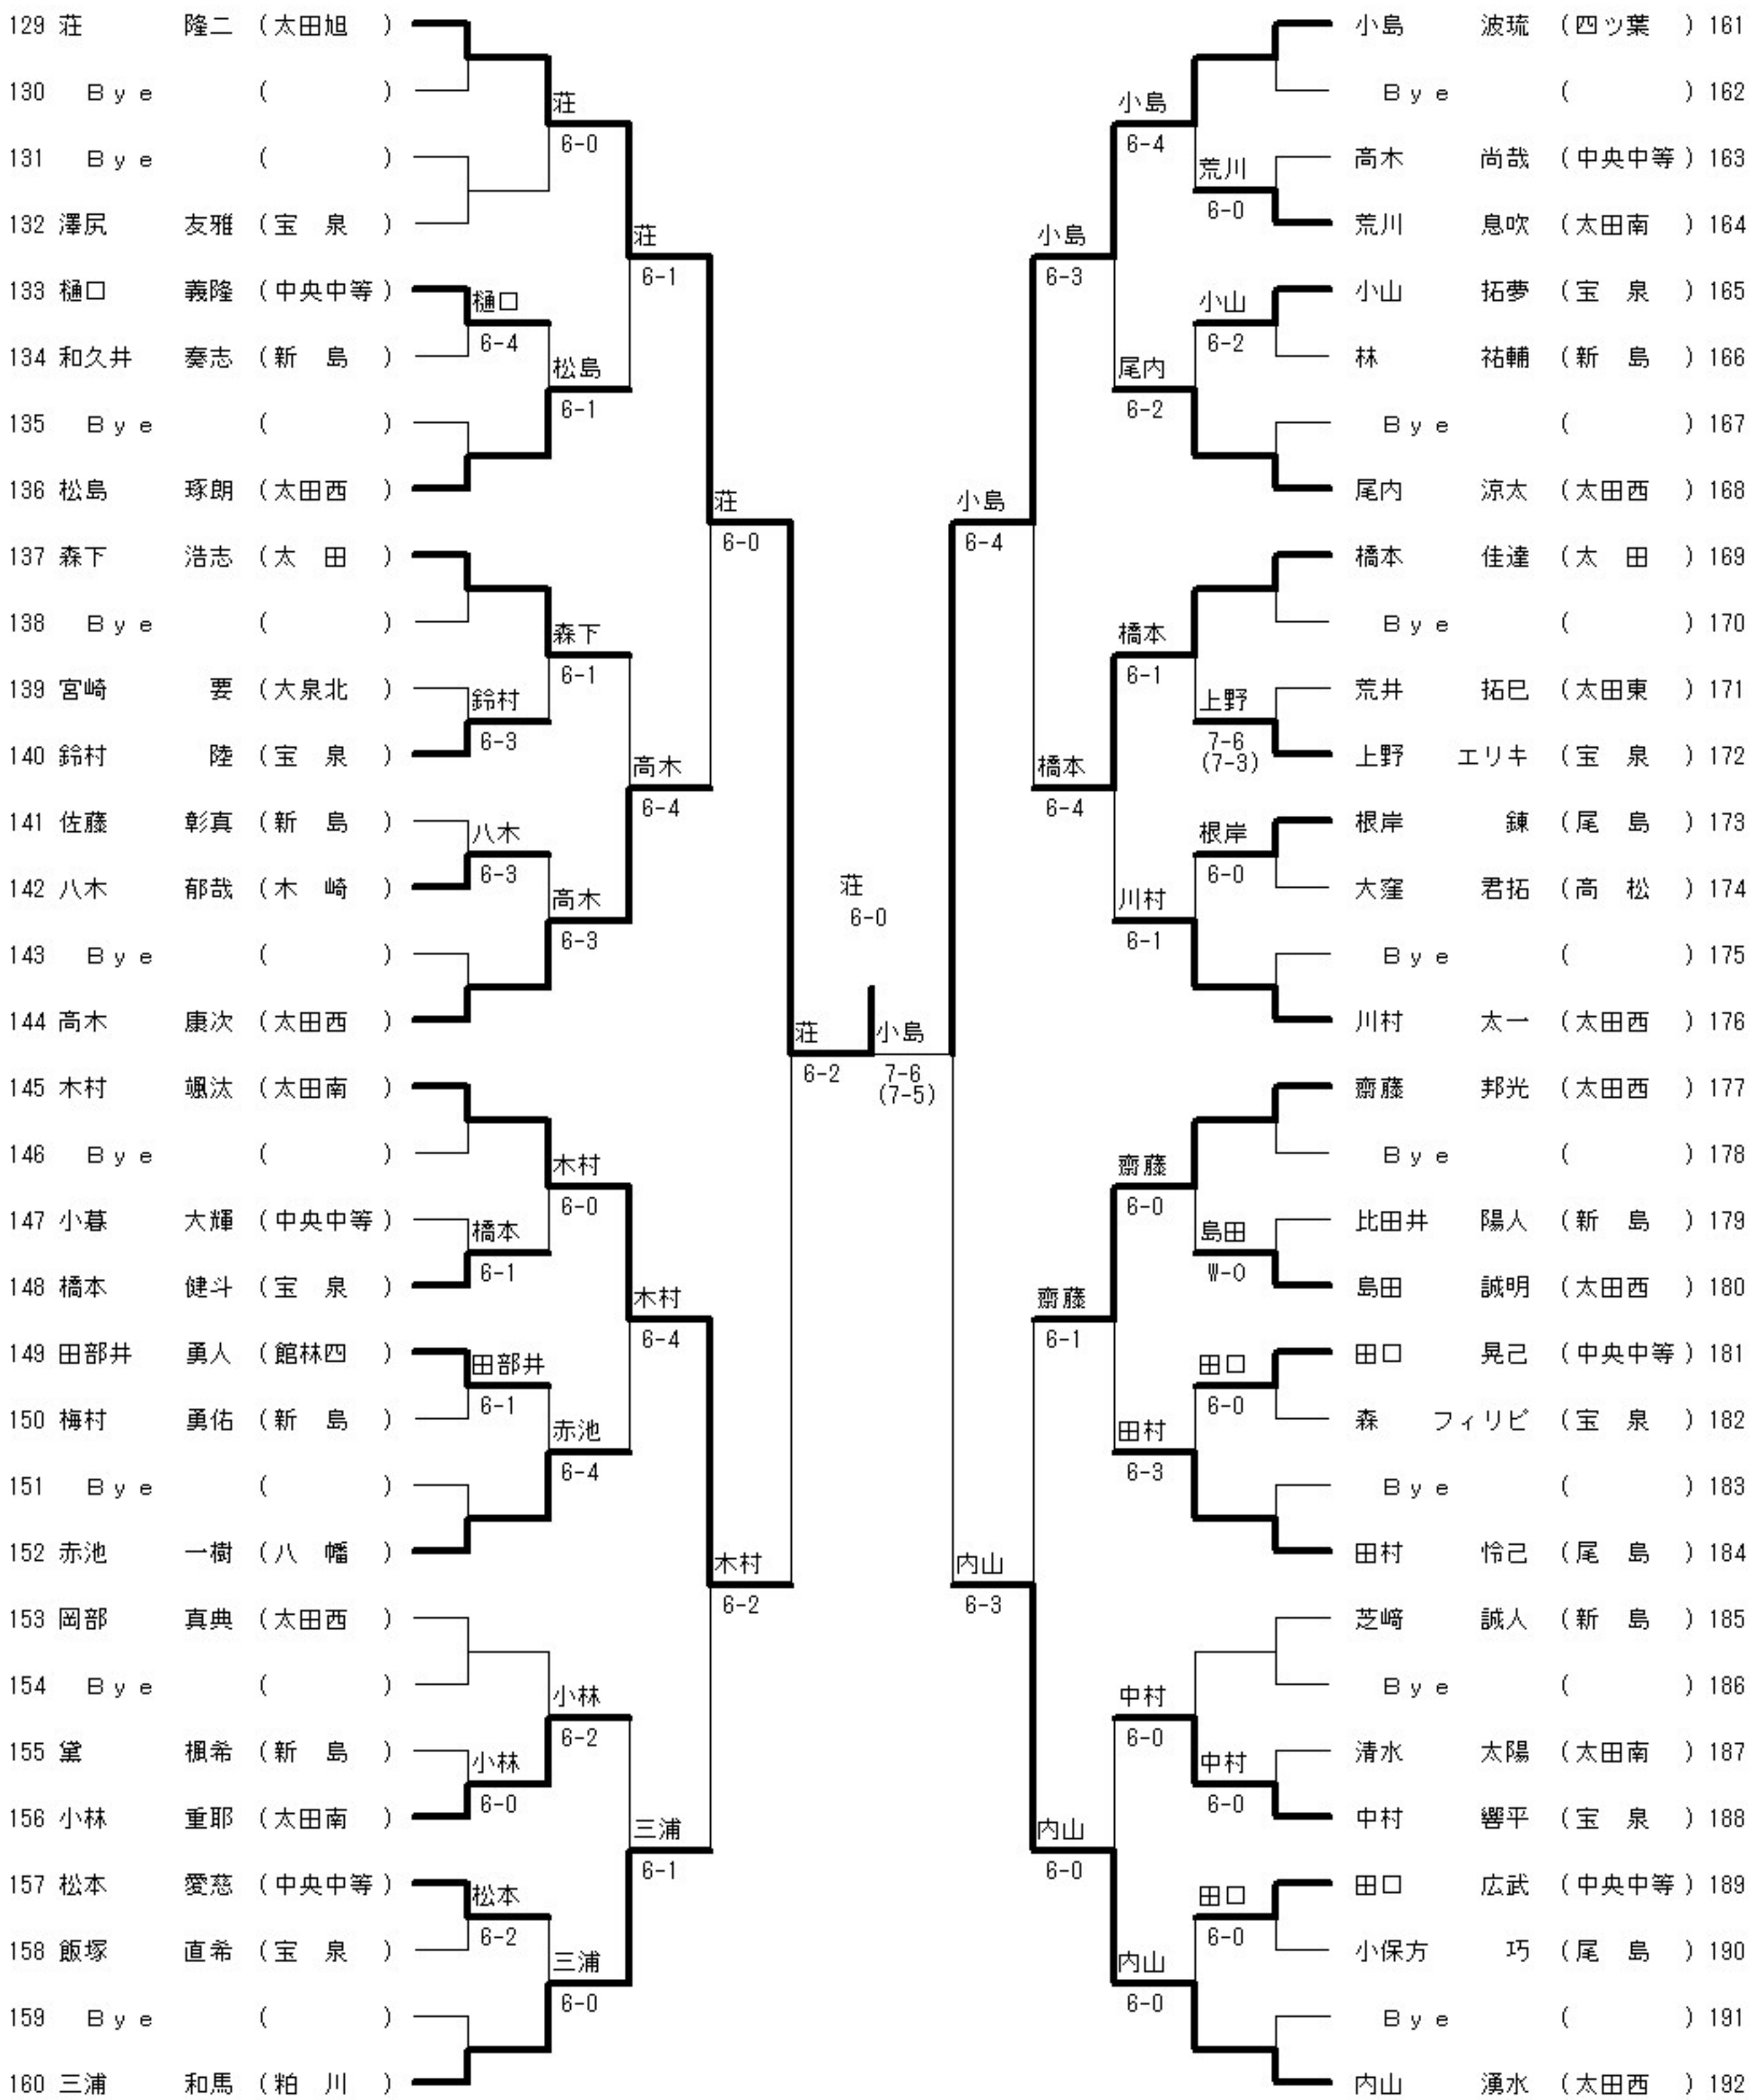 129 荘 隆二 (太田旭)
130 Bye ( )
131 Bye ( )
132 澤尻 友雅 (宝 泉)
133 樋口 義隆 (中央中等)
134 和久井 奏志 (新 島)
135 Bye ( )
136 松島 琢朗 (太田西)
137 森下 浩志 (太 田)
138 Bye ( )
139 宮崎 要 (大泉北)
140 鈴村 陸 (宝 泉)
141 佐藤 彰真 (新 島)
142 八木 郁哉 (木 崎)
143 Bye ( )
144 高木 康次 (太田西)
145 木村 颯汰 (太田南)
146 Bye ( )
147 小暮 大輝 (中央中等)
148 橋本 健斗 (宝 泉)
149 田部井 勇人 (館林四)
150 梅村 勇佑 (新 島)
151 Bye ( )
152 赤池 一樹 (八 幡)
153 岡部 真典 (太田西)
154 Bye ( )
155 黛 楓希 (新 島)
156 小林 重耶 (太田南)
157 松本 愛慈 (中央中等)
158 飯塚 直希 (宝 泉)
159 Bye ( )
160 三浦 和馬 (粕 川)
樋口
6-4
鈴村
6-3
八木
6-3
橋本
6-1
田部井
6-1
小林
6-0
松本
6-2
荘
6-0
松島
6-1
森下
6-1
高木
6-3
木村
6-0
赤池
6-4
小林
6-2
三浦
6-0
荘
6-1
高木
6-4
木村
6-4
三浦
6-1
荘
6-0
木村
6-2
荘
6-2
荘
6-0
小島
7-6
(7-5)
小島
6-4
内山
6-3
小島
6-3
橋本
6-4
齋藤
6-1
内山
6-0
小島
6-4
尾内
6-2
橋本
6-1
川村
6-1
齋藤
6-0
田村
6-3
中村
6-0
内山
6-0
荒川
6-0
小山
6-2
上野
7-6
(7-3)
根岸
6-0
島田
W-O
田口
6-0
中村
6-0
田口
6-0
小島 波琉 (四ツ葉) 161
Bye ( ) 162
高木 尚哉 (中央中等) 163
荒川 息吹 (太田南) 164
小山 拓夢 (宝 泉) 165
林 祐輔 (新 島) 166
Bye ( ) 167
尾内 涼太 (太田西) 168
橋本 佳達 (太 田) 169
Bye ( ) 170
荒井 拓巳 (太田東) 171
上野 エリキ (宝 泉) 172
根岸 錬 (尾 島) 173
大窪 君拓 (高 松) 174
Bye ( ) 175
川村 太一 (太田西) 176
齋藤 邦光 (太田西) 177
Bye ( ) 178
比田井 陽人 (新 島) 179
島田 誠明 (太田西) 180
田口 晃己 (中央中等) 181
森 フィリピ (宝 泉) 182
Bye ( ) 183
田村 怜己 (尾 島) 184
芝﨑 誠人 (新 島) 185
Bye ( ) 186
清水 太陽 (太田南) 187
中村 響平 (宝 泉) 188
田口 広武 (中央中等) 189
小保方 巧 (尾 島) 190
Bye ( ) 191
内山 湧水 (太田西) 192